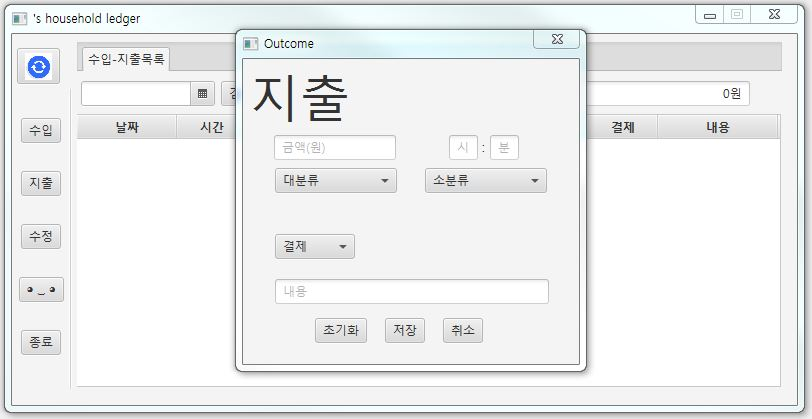 's household ledger
Outcome
수입-지출목록
지출
0원
날짜 시간 결제 내용
수입
금액(원) 시 : 분
지출
대분류 소분류
수정
결제
내용
종료
초기화 저장 취소